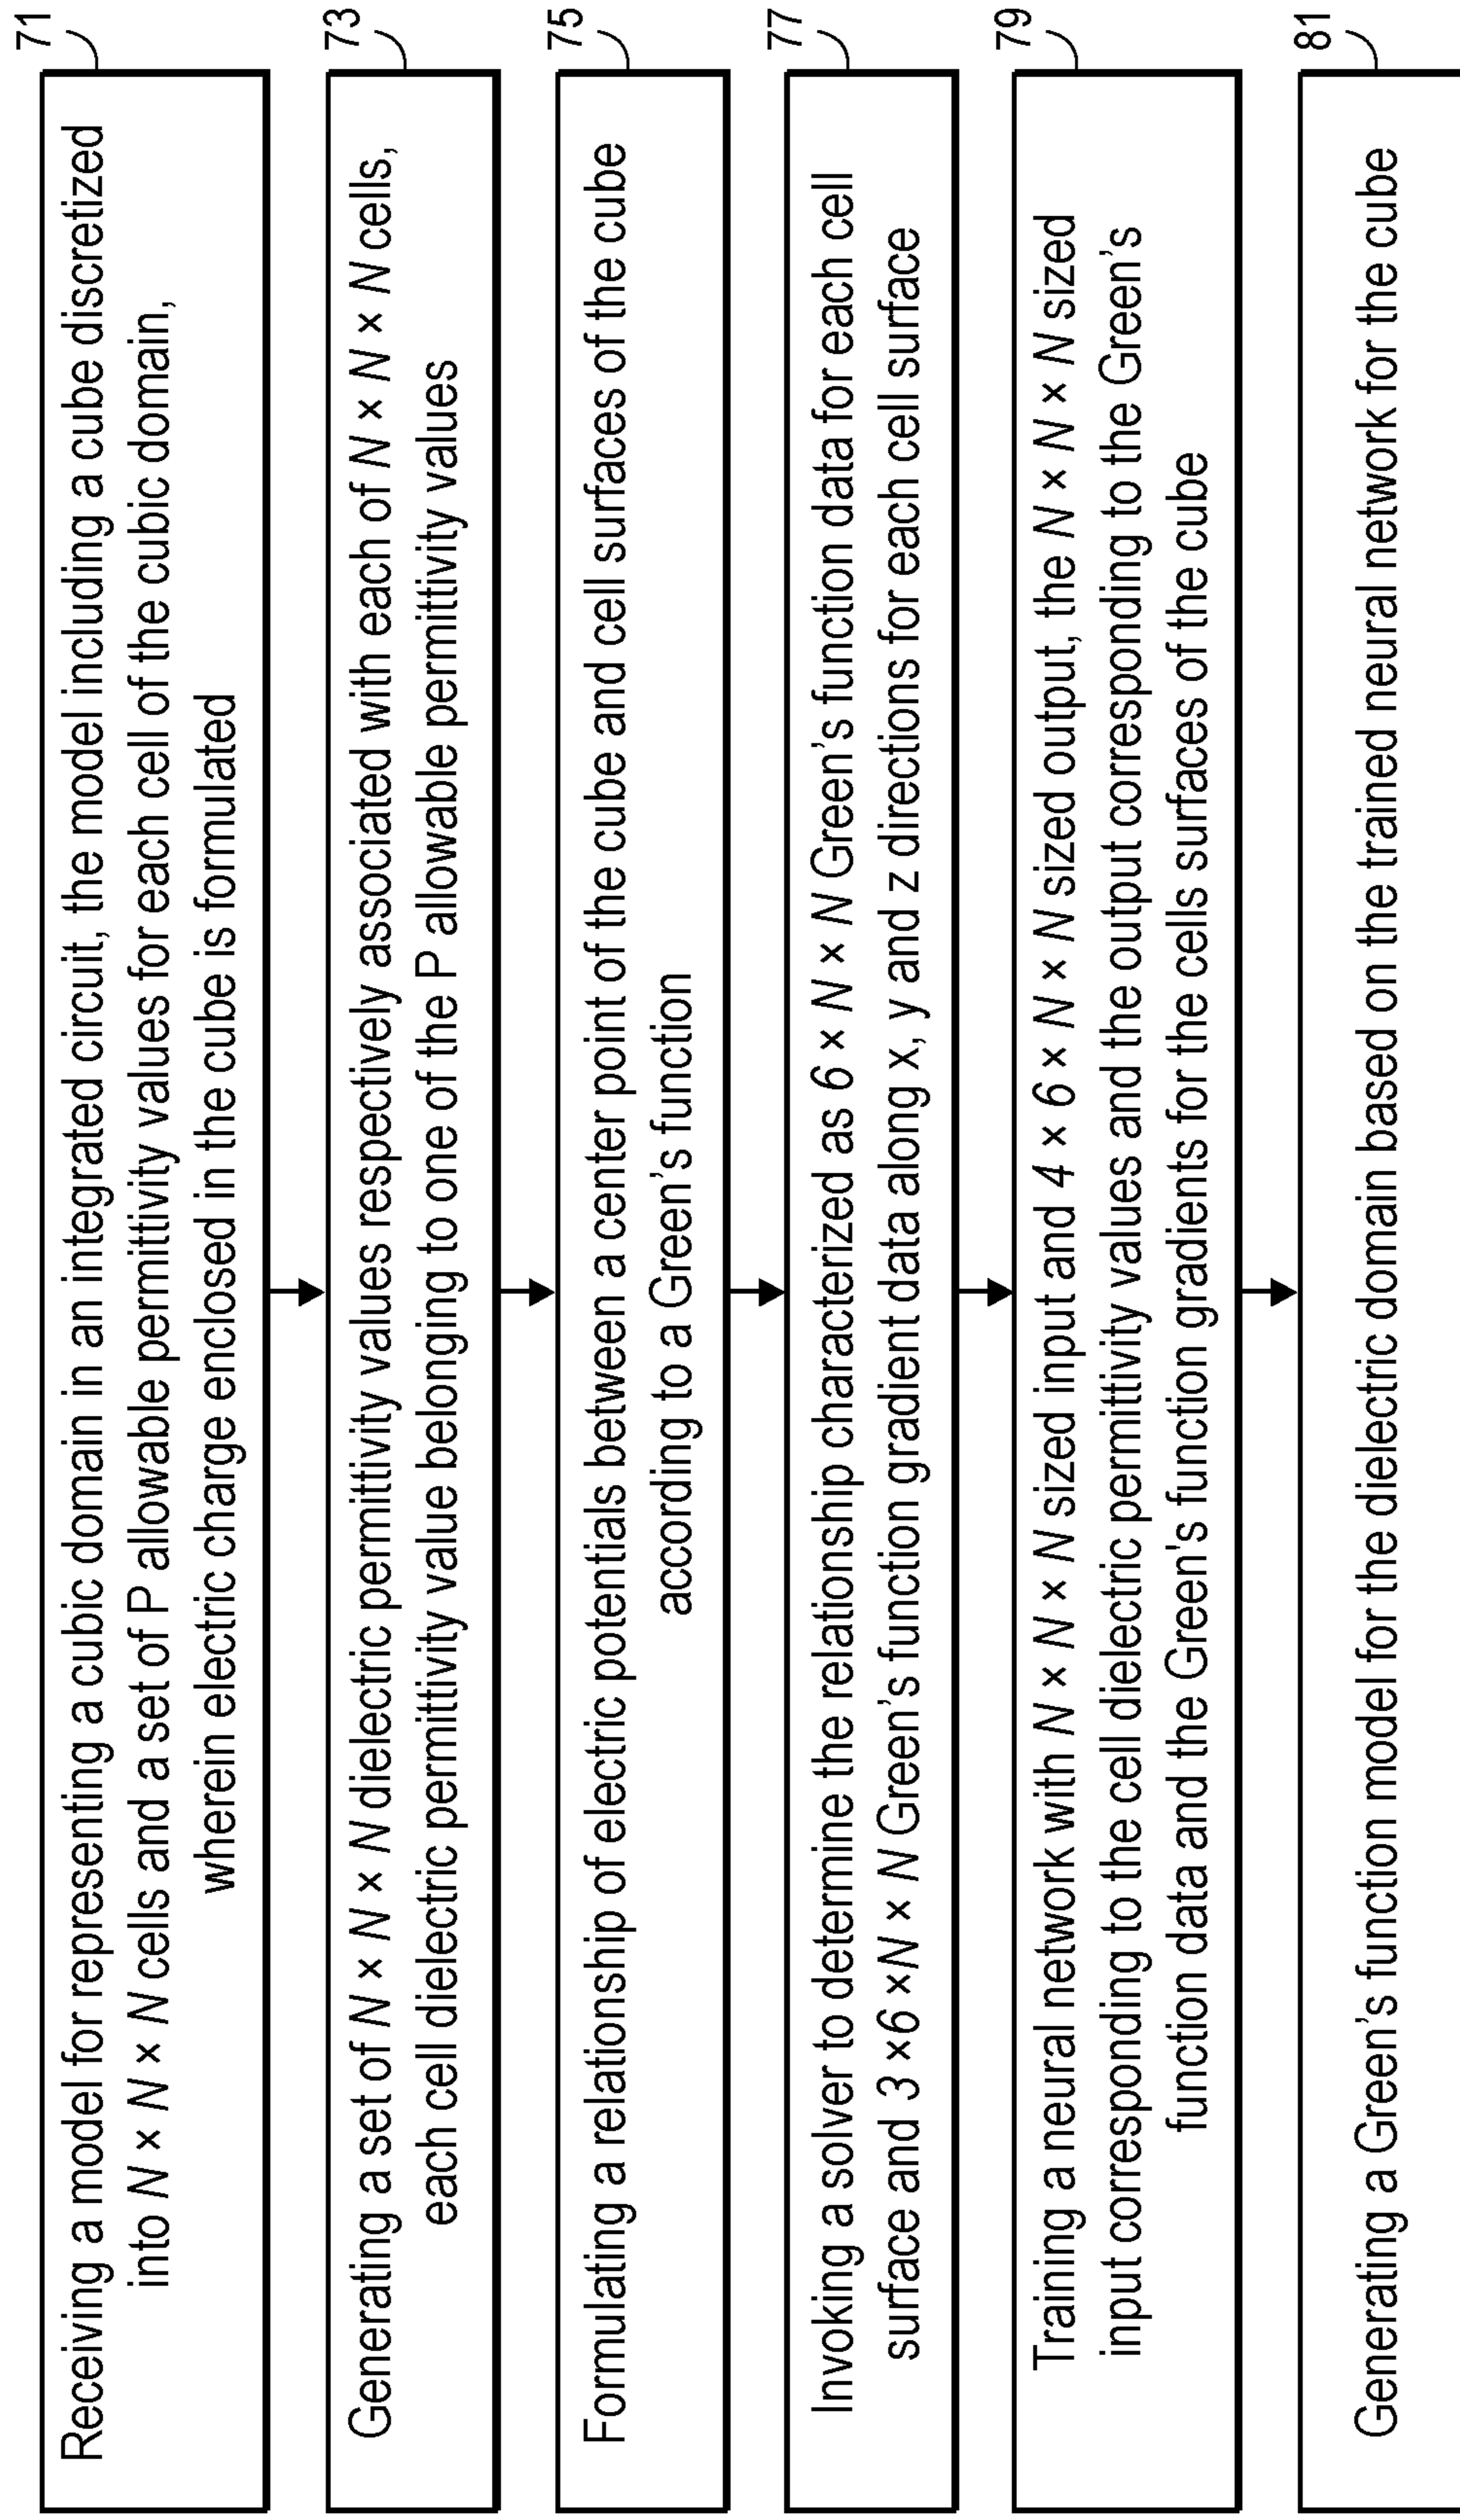 71
Receiving a model for representing a cubic domain in an integrated circuit, the model including a cube discretized
into N × N × N cells and a set of P allowable permittivity values for each cell of the cubic domain,
wherein electric charge enclosed in the cube is formulated
73
Generating a set of N × N × N dielectric permittivity values respectively associated with each of N × N × N cells,
each cell dielectric permittivity value belonging to one of the P allowable permittivity values
75
Formulating a relationship of electric potentials between a center point of the cube and cell surfaces of the cube
according to a Green's function
77
Invoking a solver to determine the relationship characterized as 6 × N × N Green's function data for each cell
surface and 3 ×6 ×N × N Green's function gradient data along x, y and z directions for each cell surface
79
Training a neural network with N × N × N sized input and 4 × 6 × N × N sized output, the N × N × N sized
input corresponding to the cell dielectric permittivity values and the output corresponding to the Green's
function data and the Green's function gradients for the cells surfaces of the cube
81
Generating a Green's function model for the dielectric domain based on the trained neural network for the cube